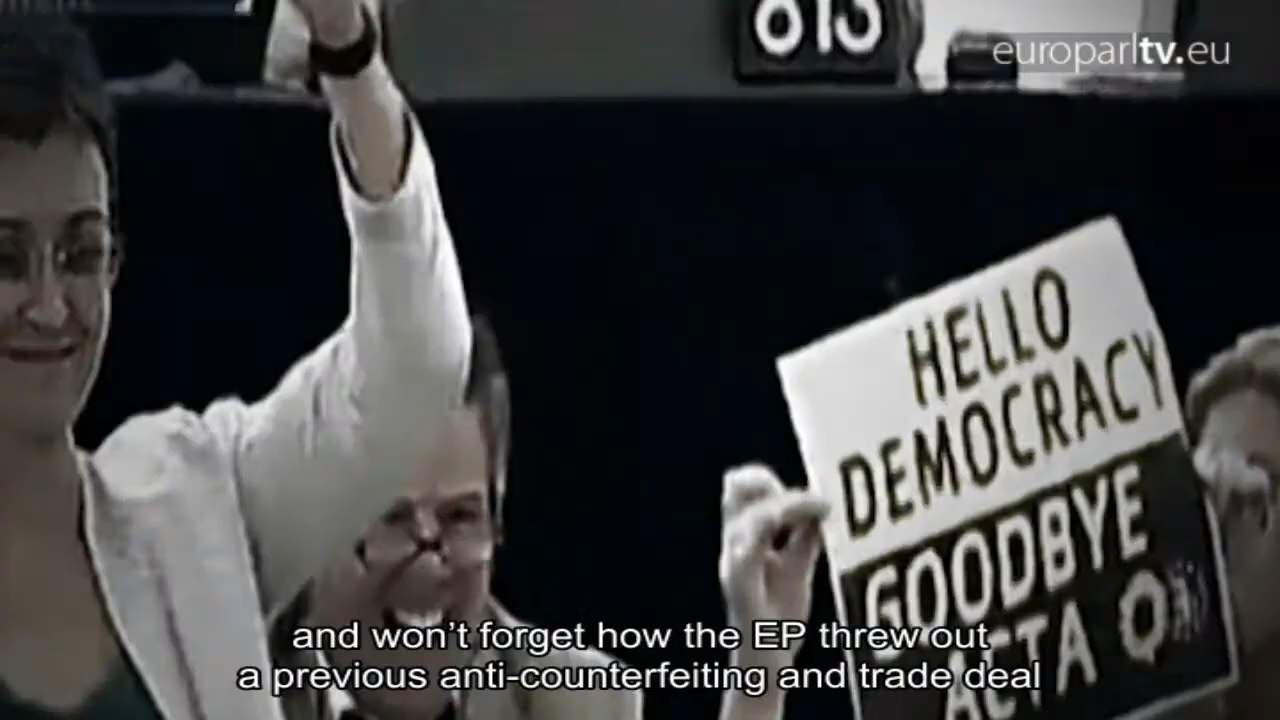 613
europarltv.eu
HELLO
DEMOCRACY
GOODBYE
ACTA
and won't forget how the EP threw out
a previous anti-counterfeiting and trade deal